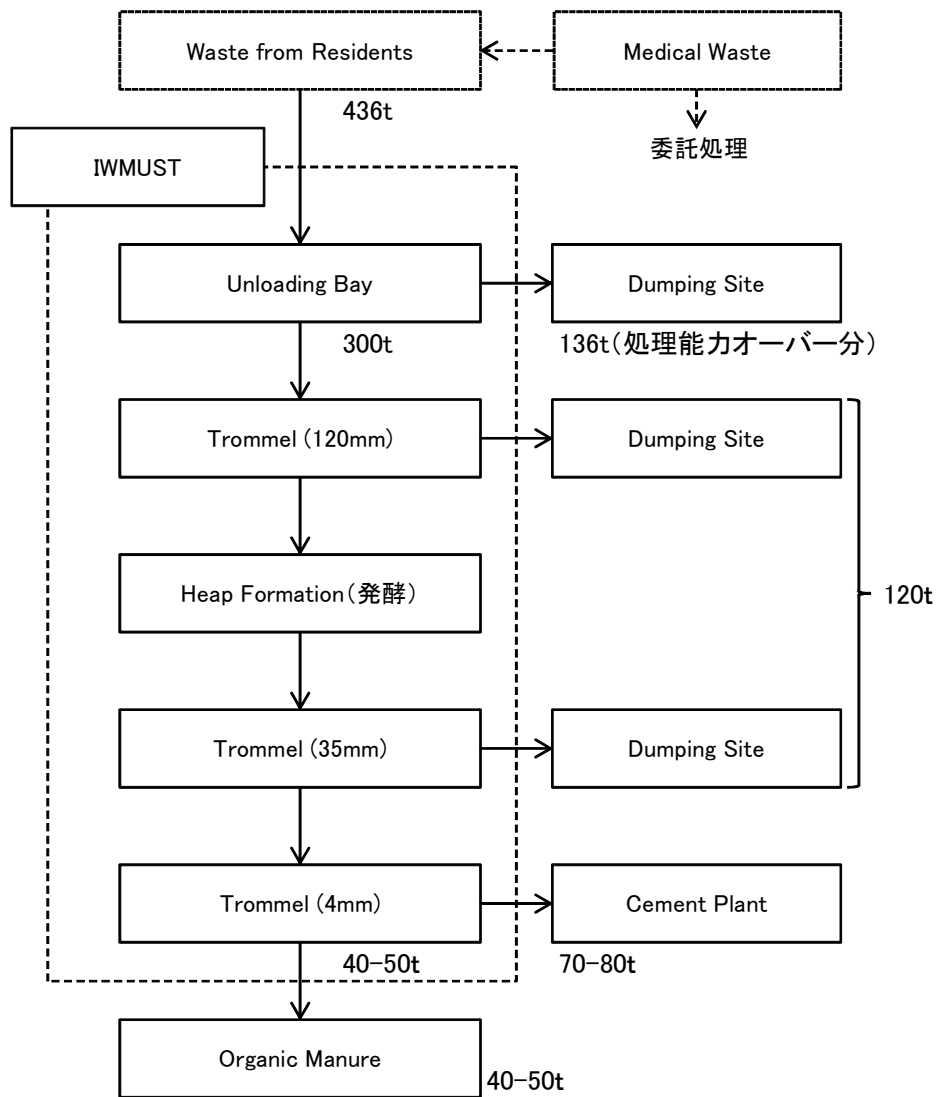 Waste from Residents
Medical Waste
436t
委託処理
IWMUST
Unloading Bay
Dumping Site
300t
136t(処理能力オーバー分)
Trommel (120mm)
Dumping Site
Heap Formation(発酵)
120t
Trommel (35mm)
Dumping Site
Trommel (4mm)
Cement Plant
40-50t
70-80t
Organic Manure
40-50t